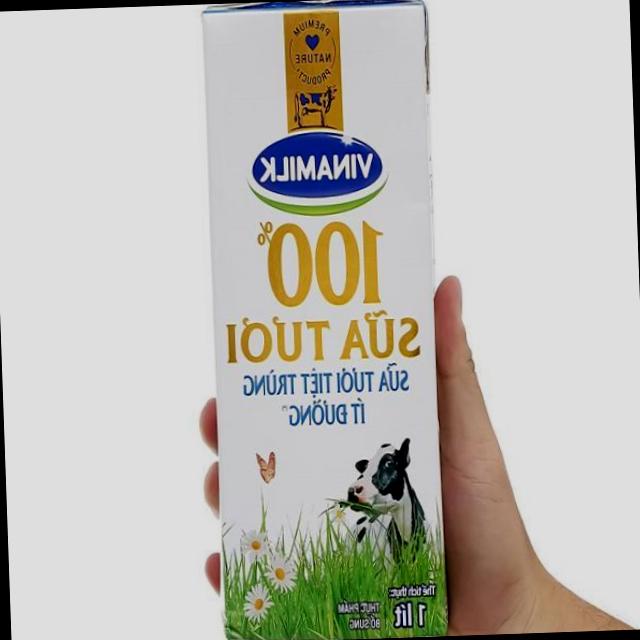 PREMIUM
NATURE
PRODUCT
VINAMILK
100%
SỮA TƯƠI
SỮA TƯƠI TIỆT TRÙNG
ÍT ĐƯỜNG
Thể tích thực:
1 lít
THỰC PHẨM
BỔ SUNG